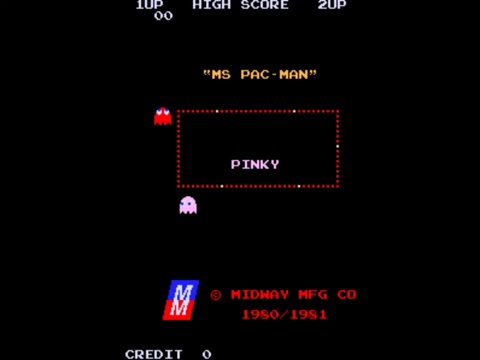 1UP HIGH SCORE 2UP
00
"MS PAC-MAN"
PINKY
MM
© MIDWAY MFG CO
1980/1981
CREDIT 0